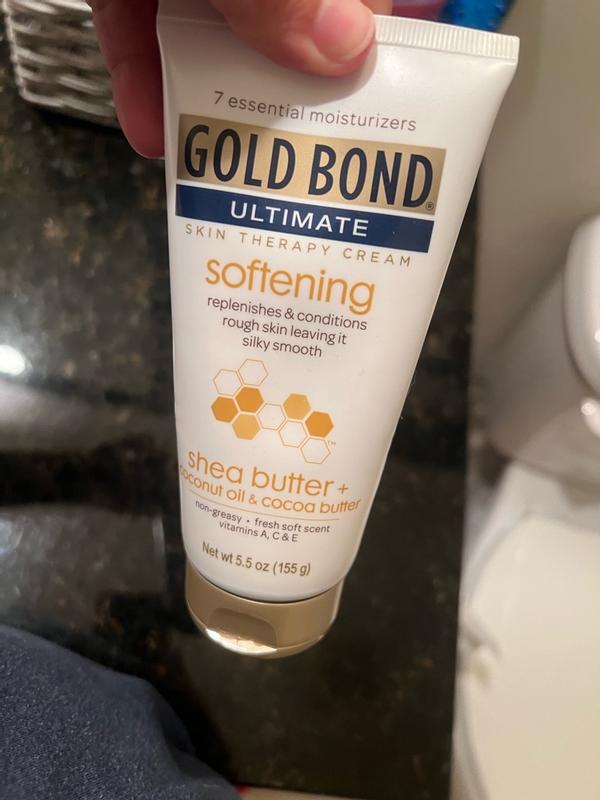 7 essential moisturizers
GOLD BOND®
ULTIMATE
SKIN THERAPY CREAM
softening
replenishes & conditions
rough skin leaving it
silky smooth
™
shea butter +
coconut oil & cocoa butter
non-greasy • fresh soft scent
vitamins A, C & E
Net wt 5.5 oz (155 g)